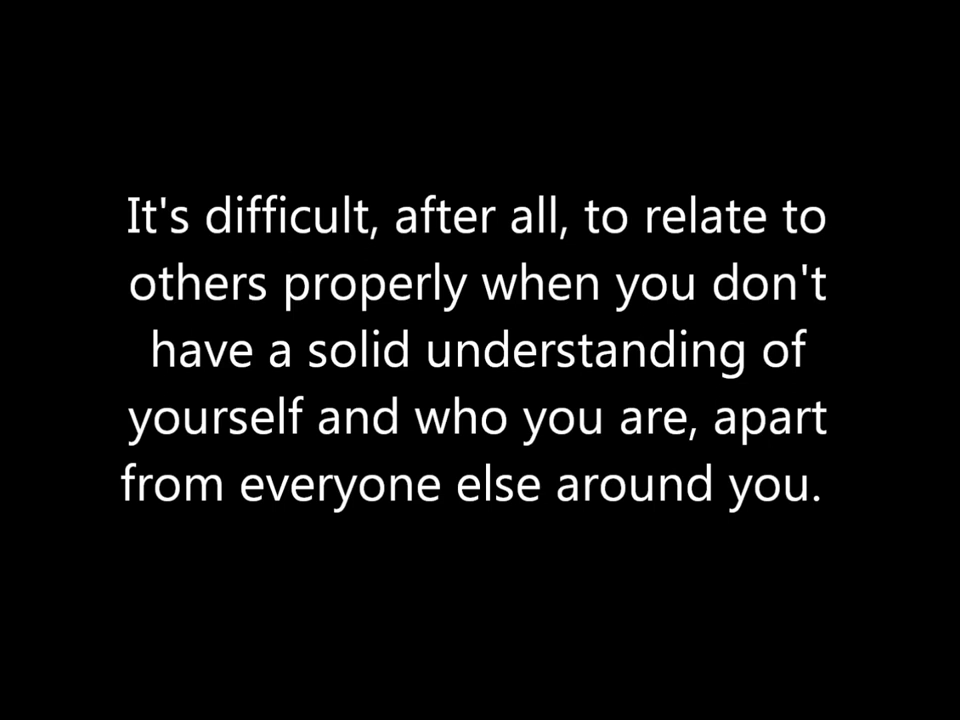 It's difficult, after all, to relate to
others properly when you don't
have a solid understanding of
yourself and who you are, apart
from everyone else around you.